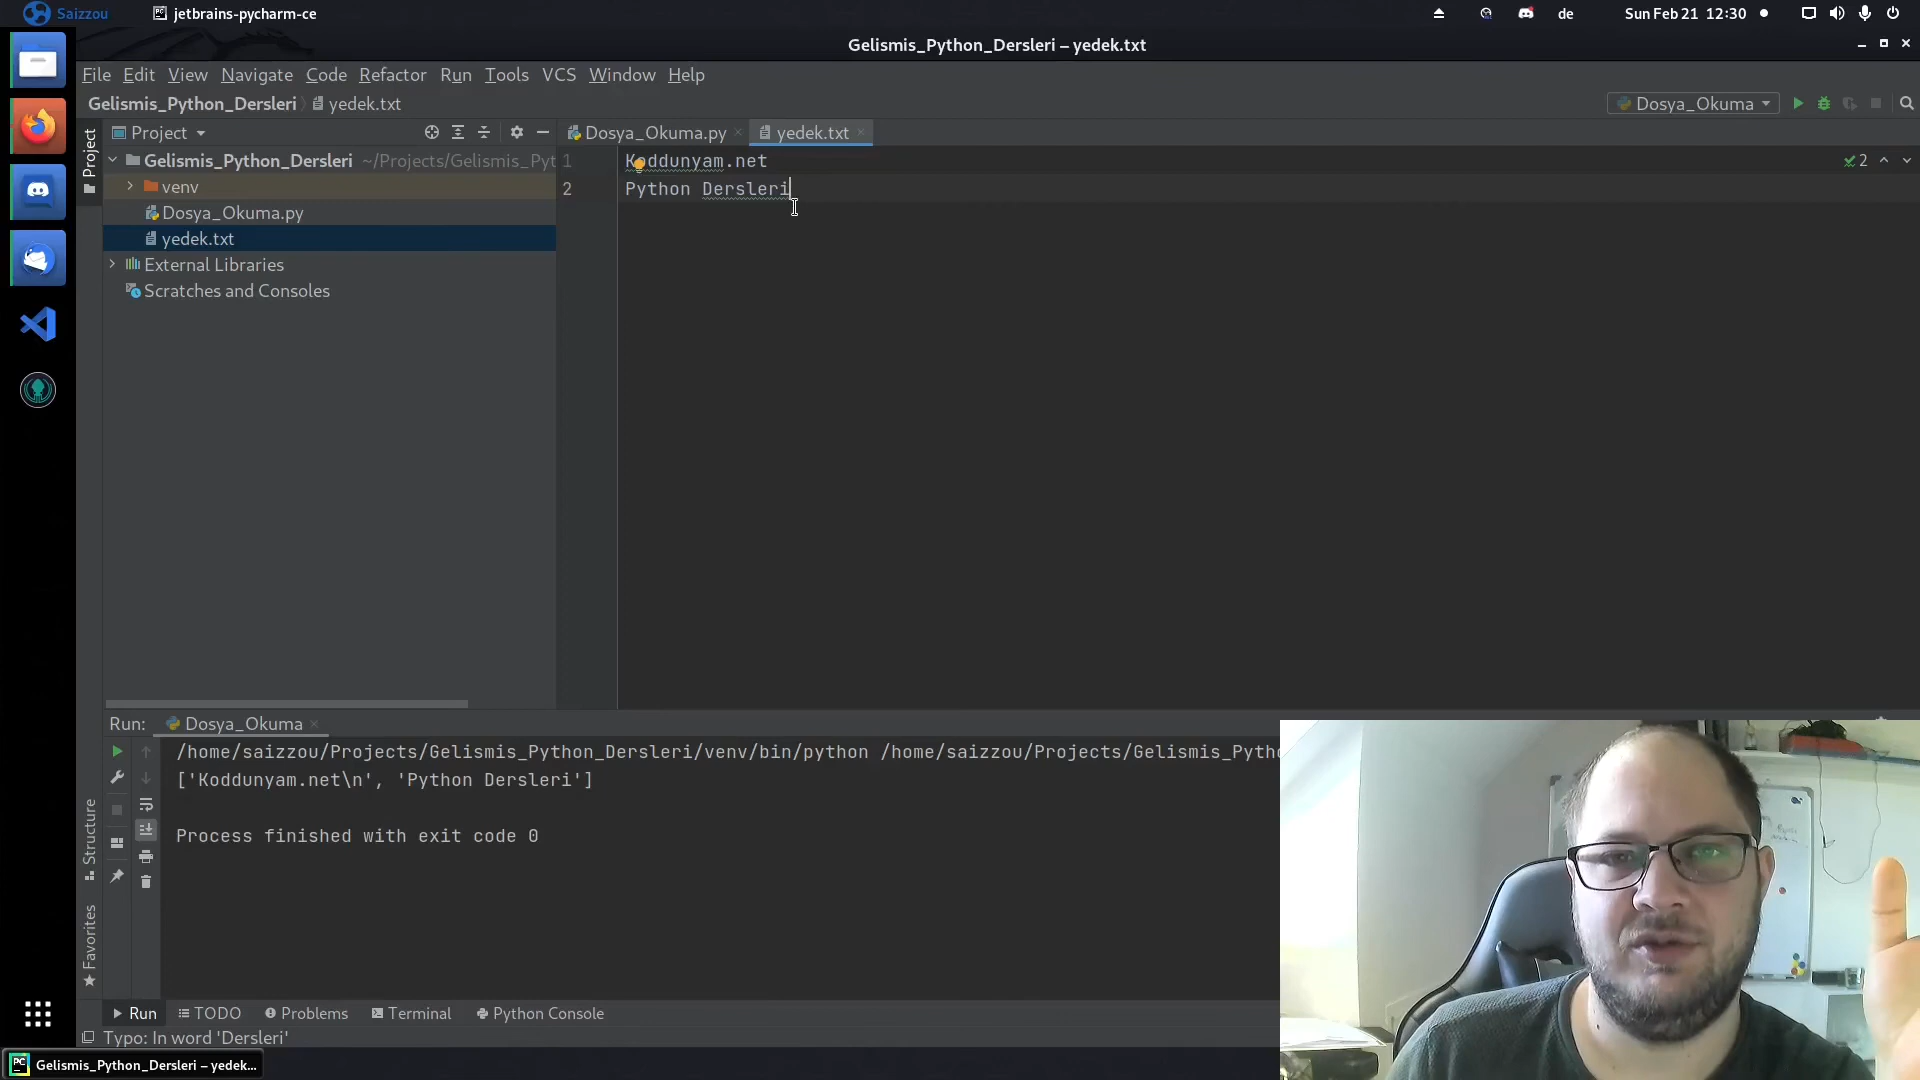 Saizzou
jetbrains-pycharm-ce
de
Sun Feb 21 12:30
Gelismis_Python_Dersleri – yedek.txt
File Edit View Navigate Code Refactor Run Tools VCS Window Help
Gelismis_Python_Dersleri yedek.txt
Dosya_Okuma
Project
Project
Dosya_Okuma.py
yedek.txt
Gelismis_Python_Dersleri ~/Projects/Gelismis_Pyt
venv
Dosya_Okuma.py
yedek.txt
External Libraries
Scratches and Consoles
1 Koddunyam.net
2 Python Dersleri
2
Run: Dosya_Okuma
/home/saizzou/Projects/Gelismis_Python_Dersleri/venv/bin/python /home/saizzou/Projects/Gelismis_Pytho
['Koddunyam.net\n', 'Python Dersleri']
Process finished with exit code 0
Structure
Favorites
Run TODO Problems Terminal Python Console
Typo: In word 'Dersleri'
PC Gelismis_Python_Dersleri – yedek...